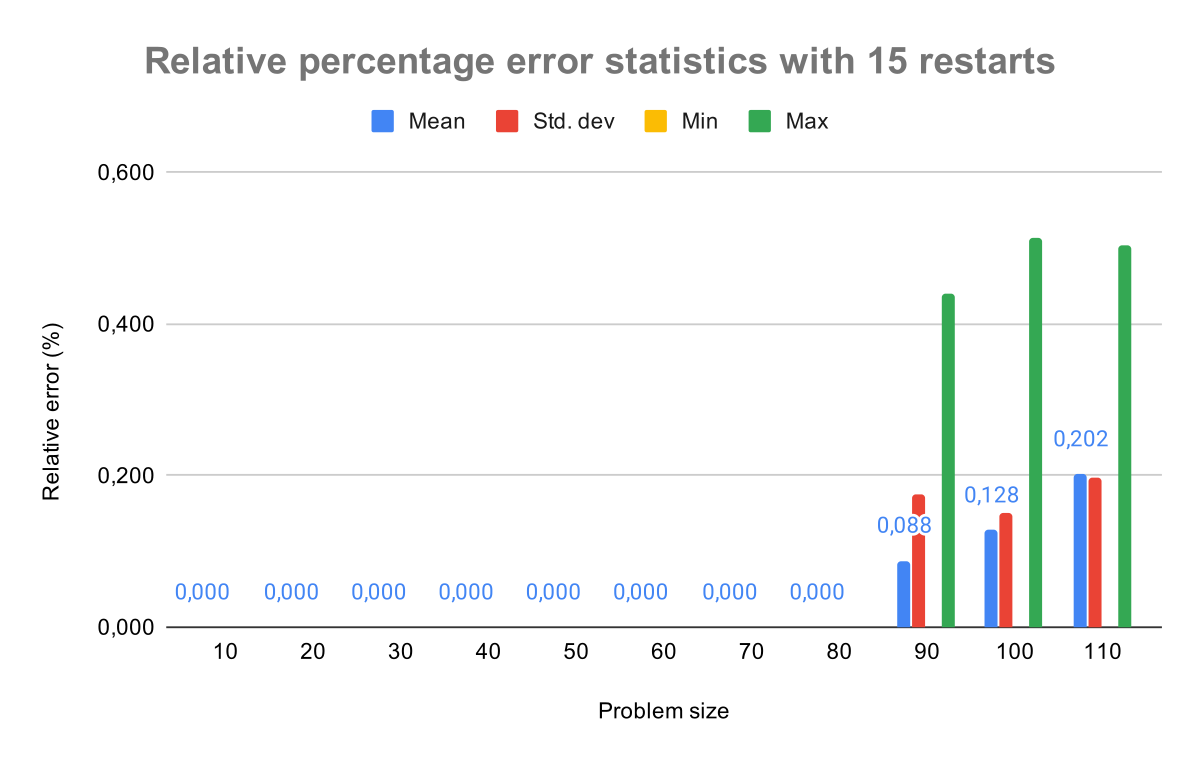 Relative percentage error statistics with 15 restarts
Mean Std. dev Min Max
0,600
0,400
0,200
0,000
Relative error (%)
0,000 0,000 0,000 0,000 0,000 0,000 0,000 0,000 0,088 0,128 0,202
10 20 30 40 50 60 70 80 90 100 110
Problem size